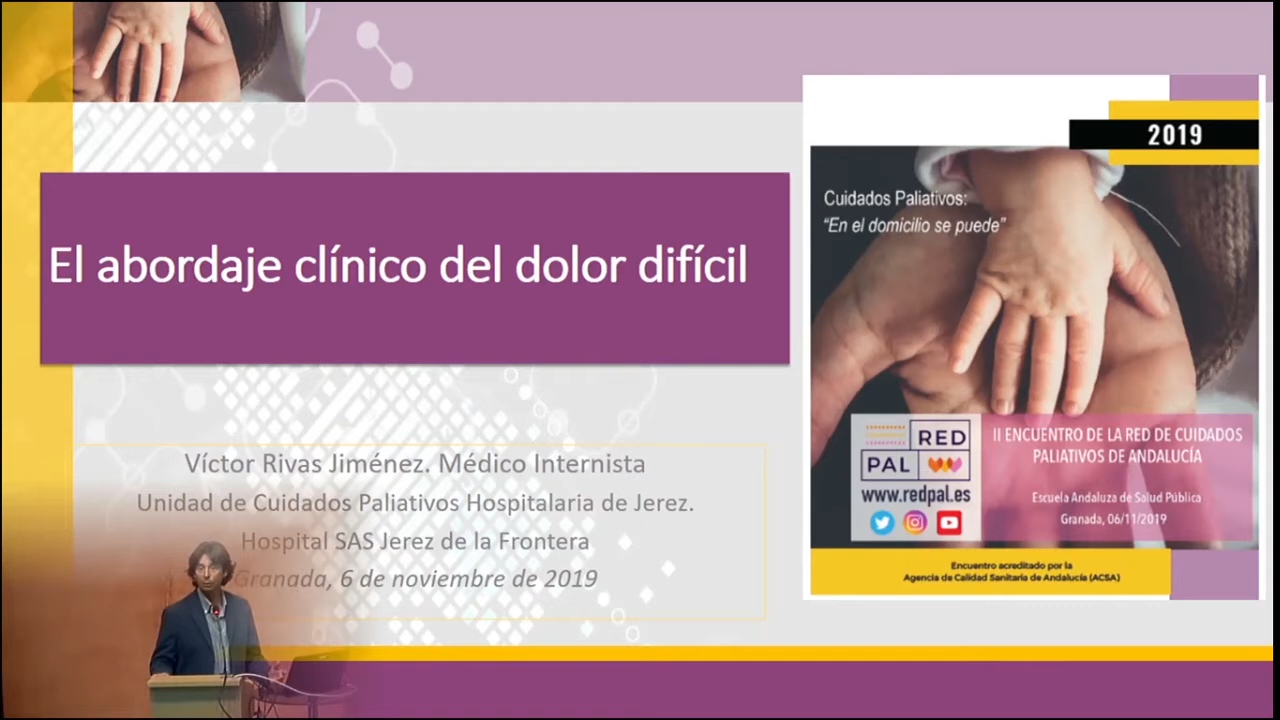 El abordaje clínico del dolor difícil
Víctor Rivas Jiménez. Médico Internista
Unidad de Cuidados Paliativos Hospitalaria de Jerez.
Hospital SAS Jerez de la Frontera
Granada, 6 de noviembre de 2019
2019
Cuidados Paliativos:
“En el domicilio se puede”
RED
PAL
www.redpal.es
II ENCUENTRO DE LA RED DE CUIDADOS
PALIATIVOS DE ANDALUCÍA
Escuela Andaluza de Salud Pública
Granada, 06/11/2019
Encuentro acreditado por la
Agencia de Calidad Sanitaria de Andalucía (ACSA)